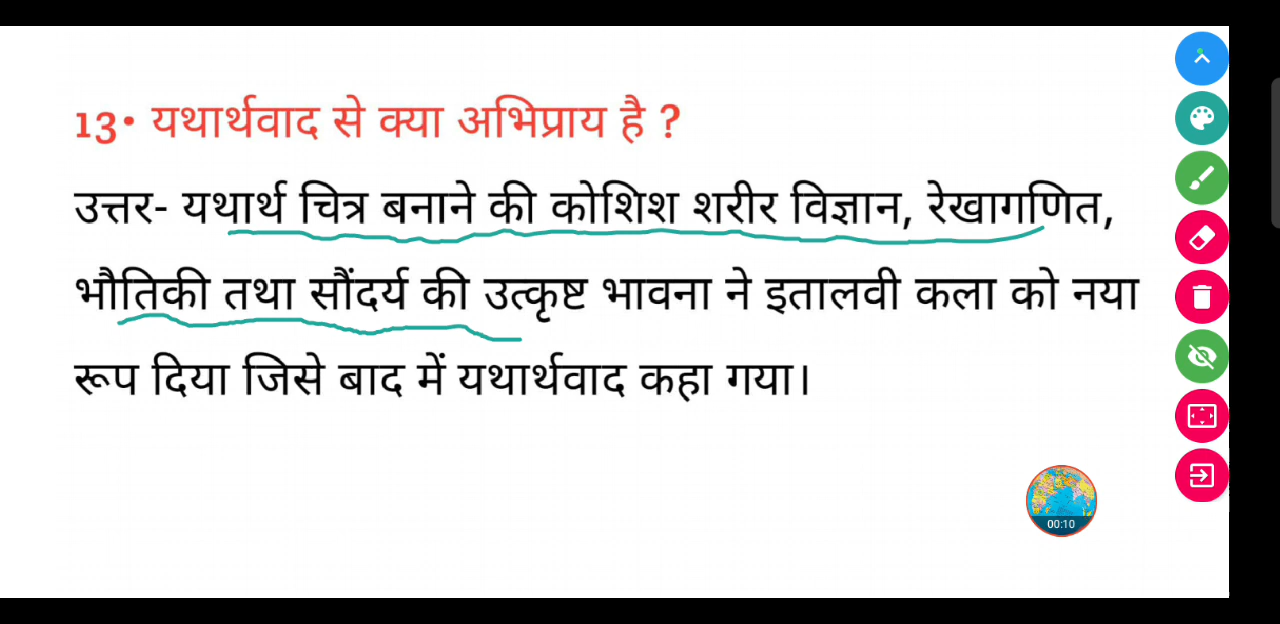 13• यथार्थवाद से क्या अभिप्राय है ?
उत्तर- यथार्थ चित्र बनाने की कोशिश शरीर विज्ञान, रेखागणित,
भौतिकी तथा सौंदर्य की उत्कृष्ट भावना ने इतालवी कला को नया
रूप दिया जिसे बाद में यथार्थवाद कहा गया।
00:10